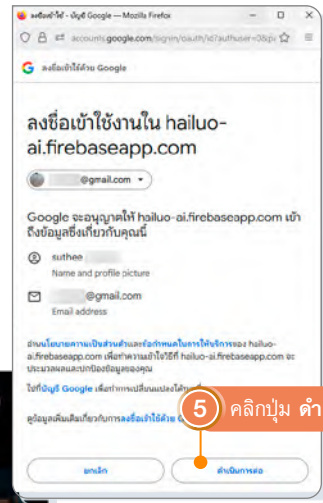 ลงชื่อเข้าใช้ - บัญชี Google — Mozilla Firefox
accounts.google.com/signin/oauth/id?authuser=3&pa
ลงชื่อเข้าใช้ด้วย Google
ลงชื่อเข้าใช้งานใน hailuo-
ai.firebaseapp.com
@gmail.com
Google จะอนุญาตให้ hailuo-ai.firebaseapp.com เข้า
ถึงข้อมูลซึ่งเกี่ยวกับคุณนี้
suthee
Name and profile picture
@gmail.com
Email address
อ่านนโยบายความเป็นส่วนตัวและข้อกำหนดในการให้บริการของ hailuo-
ai.firebaseapp.com เพื่อทำความเข้าใจวิธีที่ hailuo-ai.firebaseapp.com จะ
ประมวลผลและปกป้องข้อมูลของคุณ
ไปที่บัญชี Google เพื่อทำการเปลี่ยนแปลงได้
ดูข้อมูลเพิ่มเติมเกี่ยวกับการลงชื่อเข้าใช้ด้วย G
5 คลิกปุ่ม ดำ
ยกเลิก
ดำเนินการต่อ